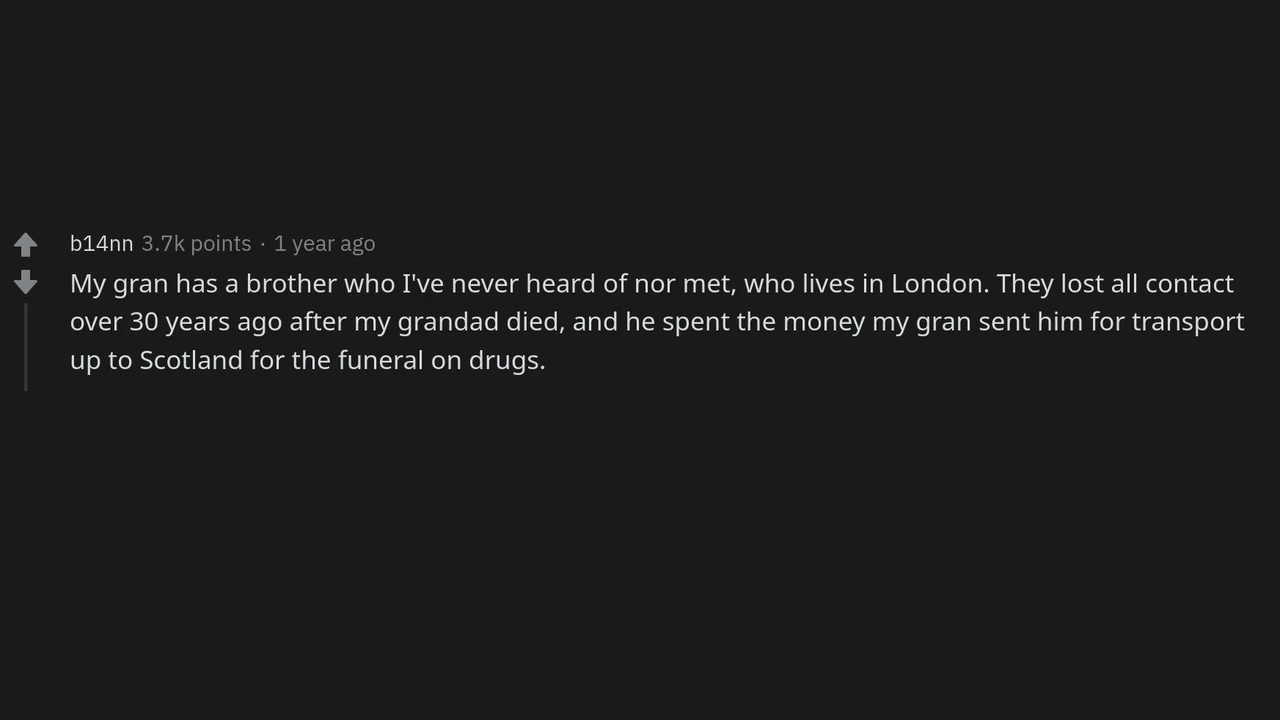 b14nn 3.7k points · 1 year ago
My gran has a brother who I've never heard of nor met, who lives in London. They lost all contact
over 30 years ago after my grandad died, and he spent the money my gran sent him for transport
up to Scotland for the funeral on drugs.